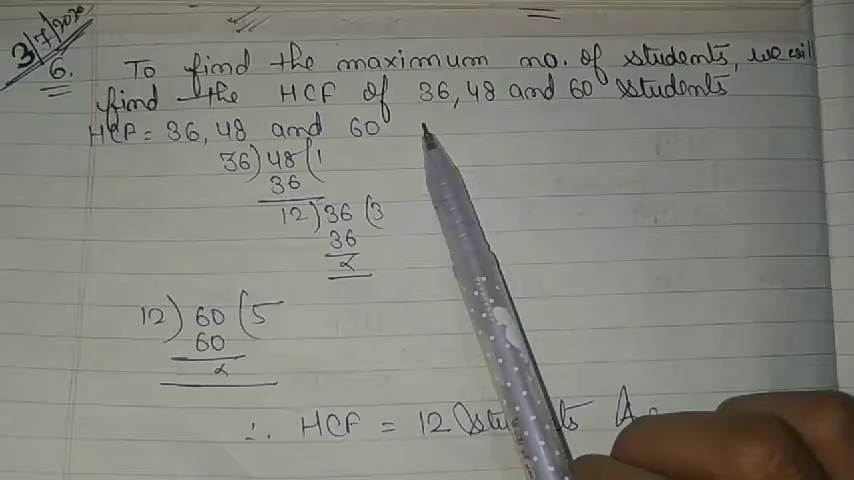 3/7/2020
6. To find the maximum no. of students, we will
find the HCF of 36, 48 and 60 students
HCF = 36, 48 and 60
36) 48 (1
36
12) 36 (3
36
x
12) 60 (5
60
x
∴ HCF = 12